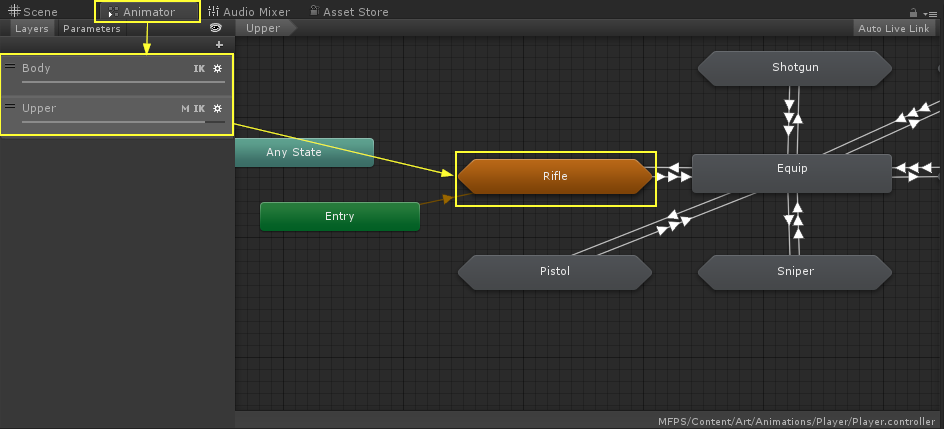 Scene Animator Audio Mixer Asset Store
Layers Parameters Upper Auto Live Link
+
Body IK
Upper M IK
Shotgun
Any State
Equip
Rifle
Entry
Pistol
Sniper
MFPS/Content/Art/Animations/Player/Player.controller